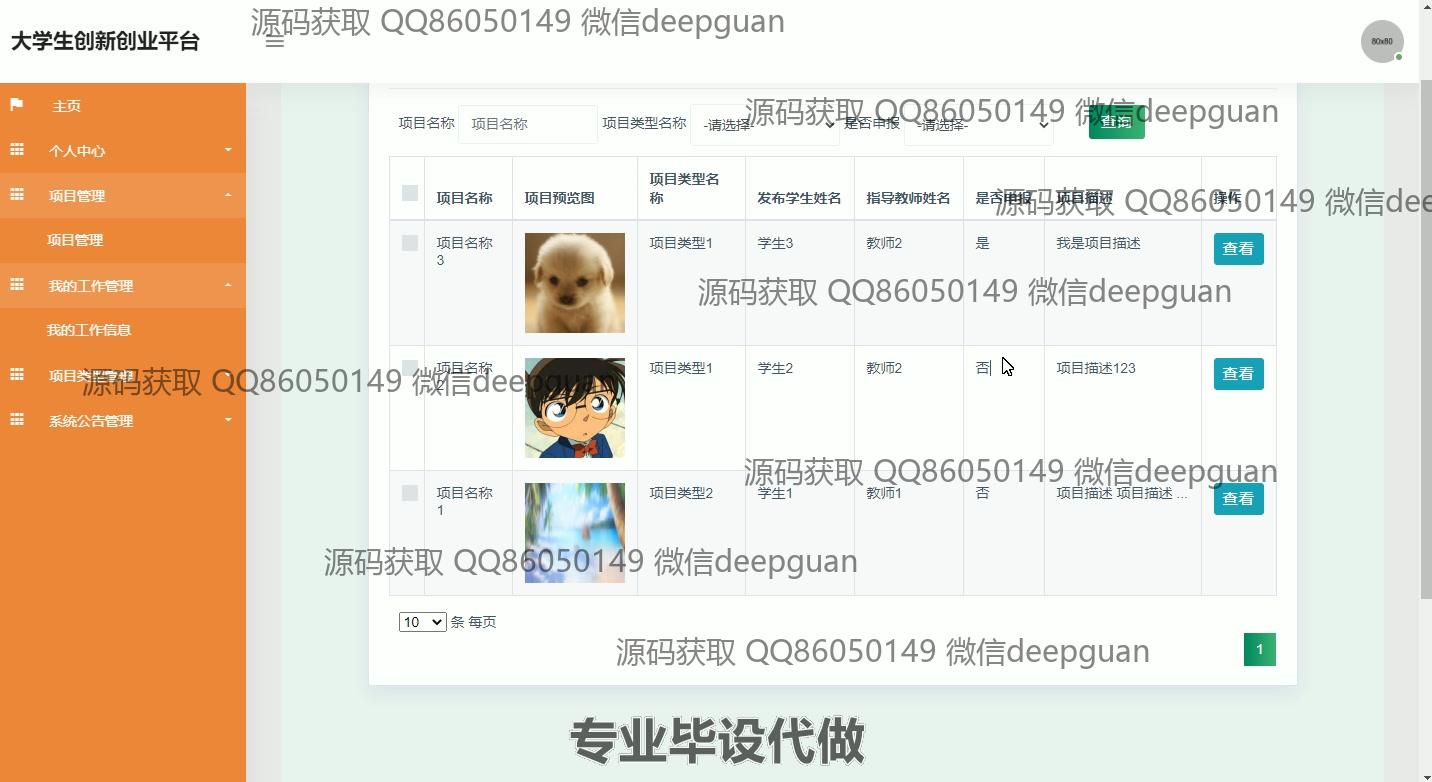 源码获取 QQ86050149 微信deepguan
大学生创新创业平台
80x80
主页
个人中心
项目管理
项目管理
我的工作管理
我的工作信息
项目类型管理
系统公告管理
源码获取 QQ86050149 微信deepguan
项目名称 项目名称 项目类型名称 -请选择- 是否申报 -请选择- 查询
源码获取 QQ86050149 微信deepguan
项目名称 项目预览图 项目类型名称 发布学生姓名 指导教师姓名 是否申报 项目描述 操作
源码获取 QQ86050149 微信dee
项目名称3 项目类型1 学生3 教师2 是 我是项目描述 查看
源码获取 QQ86050149 微信deepguan
项目名称2 项目类型1 学生2 教师2 否 项目描述123 查看
源码获取 QQ86050149 微信deepguan
项目名称1 项目类型2 学生1 教师1 否 项目描述 项目描述 ... 查看
源码获取 QQ86050149 微信deepguan
10 条 每页
源码获取 QQ86050149 微信deepguan
1
专业毕设代做